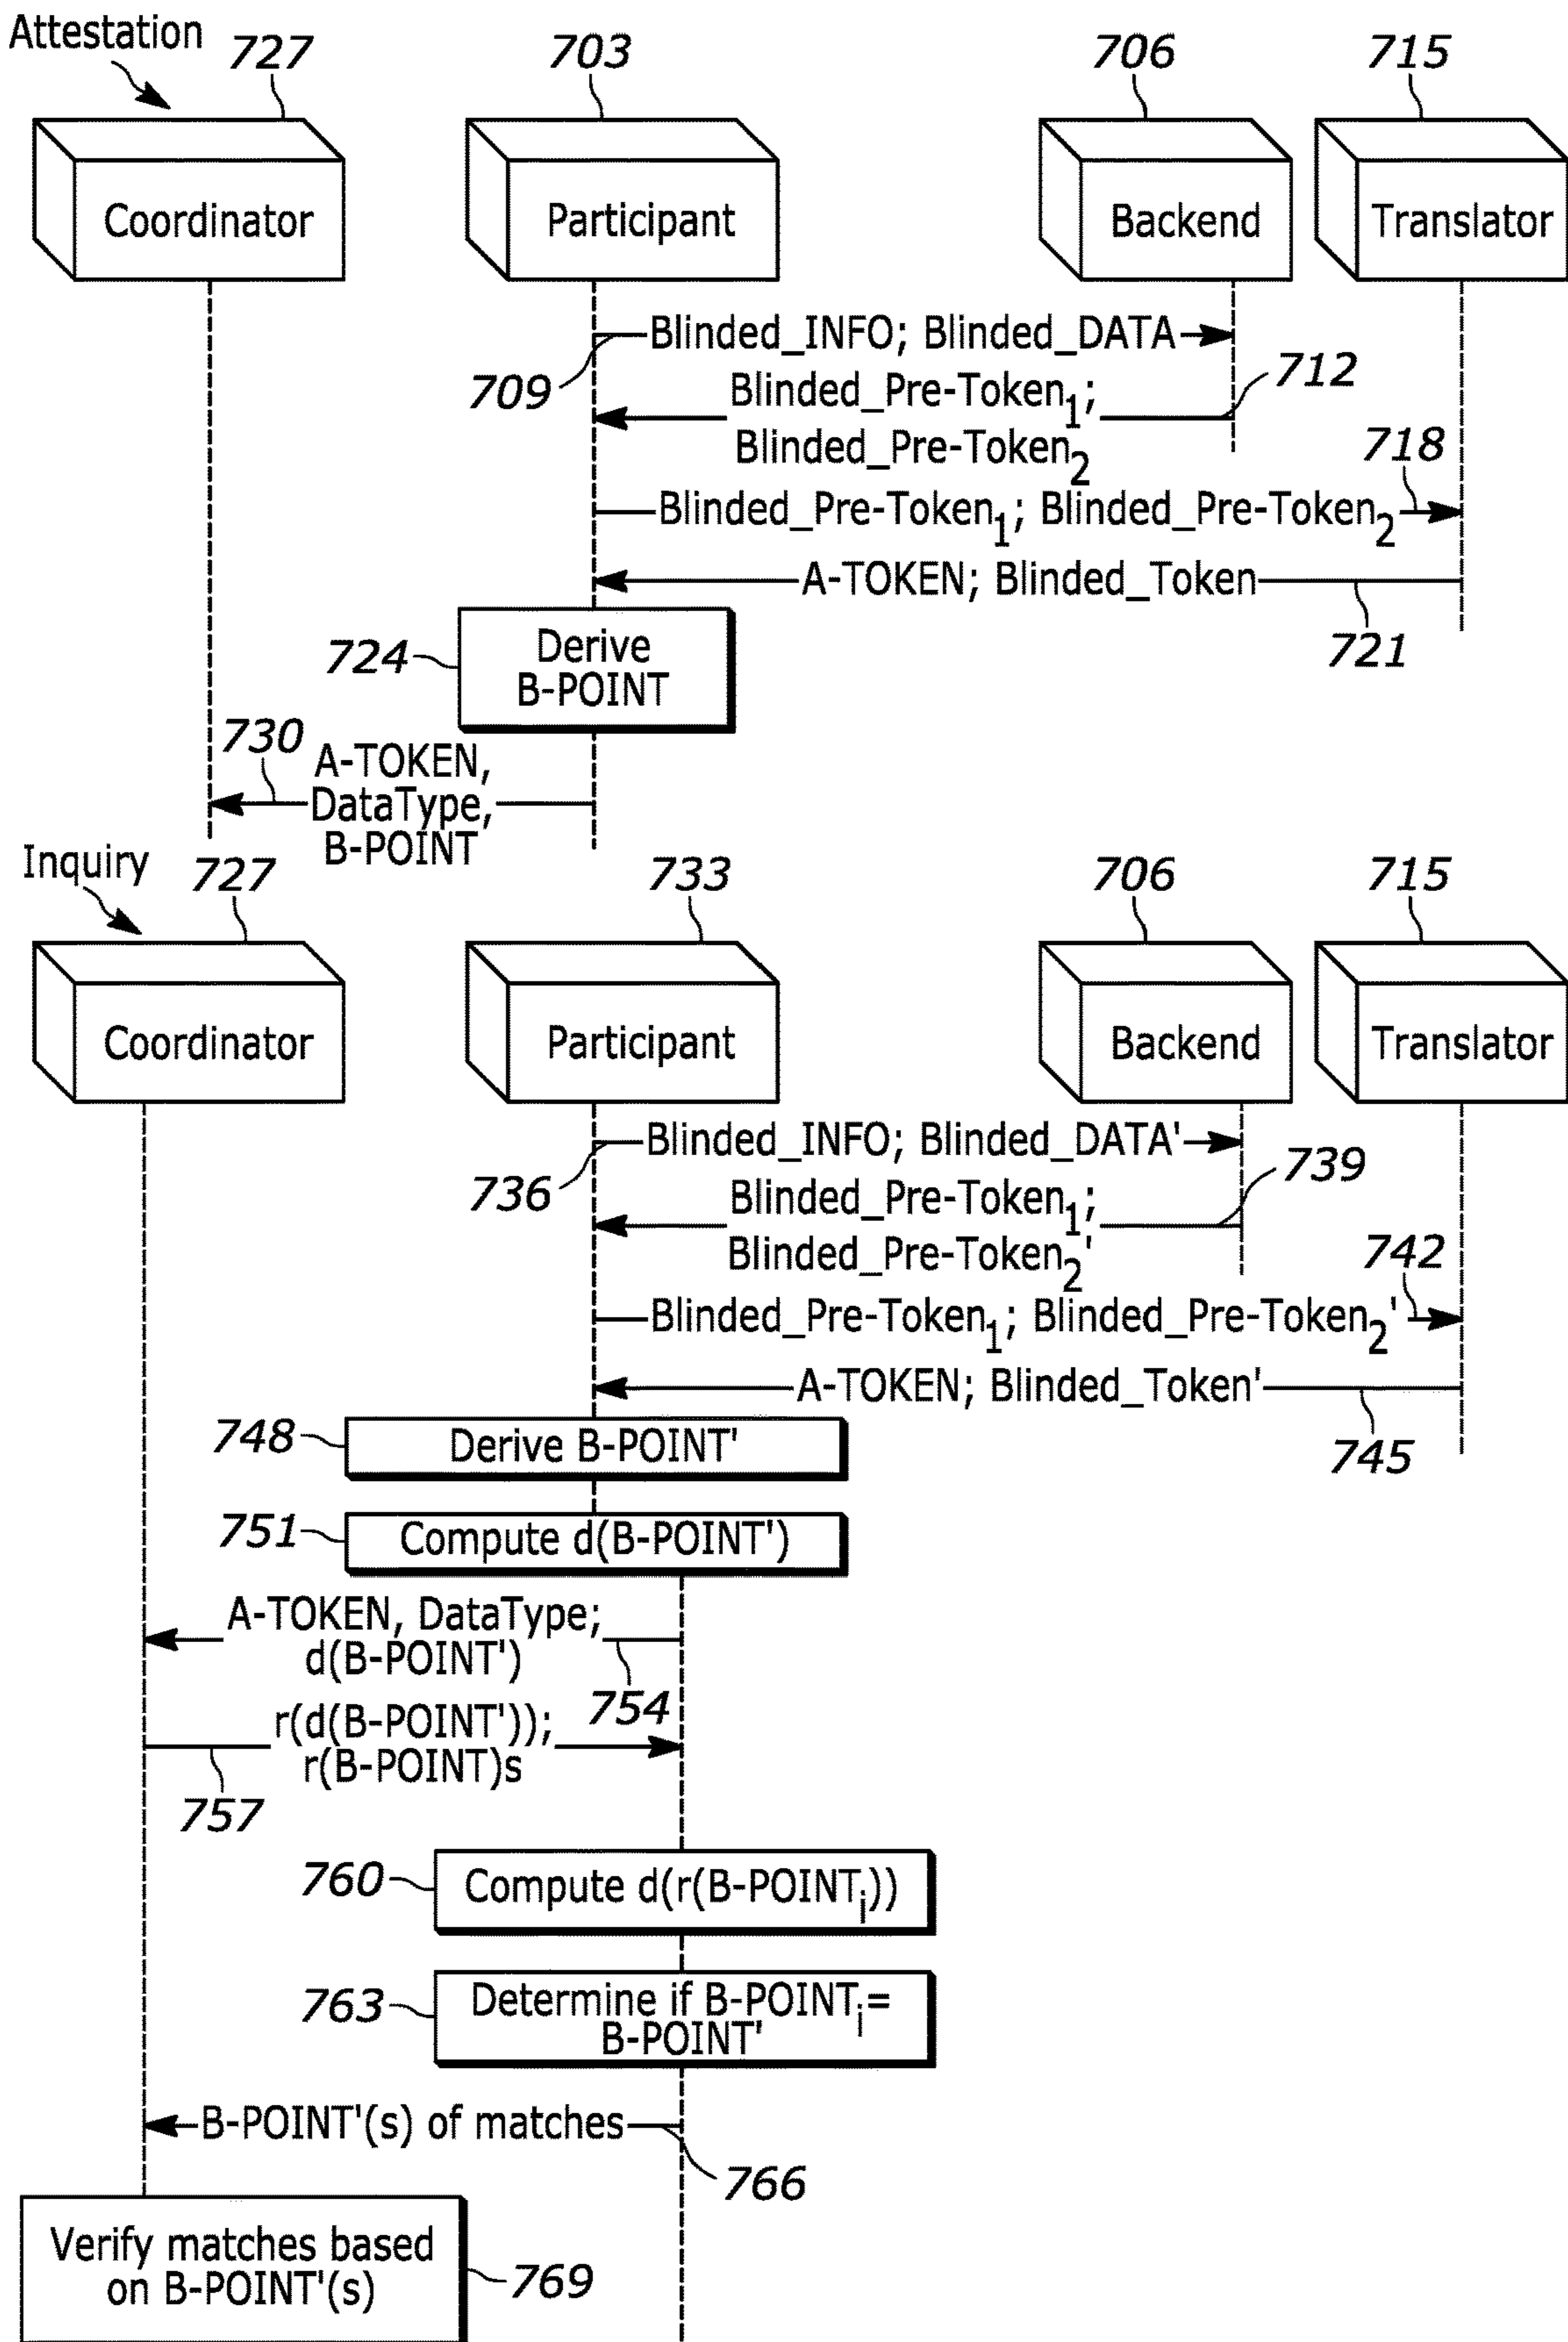 Attestation
727
703
706
715
Coordinator
Participant
Backend
Translator
Blinded_INFO; Blinded_DATA
709
Blinded_Pre-Token1;
712
Blinded_Pre-Token2
718
Blinded_Pre-Token1; Blinded_Pre-Token2
A-TOKEN; Blinded_Token
721
724
Derive
B-POINT
730
A-TOKEN,
DataType,
B-POINT
Inquiry
727
733
706
715
Coordinator
Participant
Backend
Translator
Blinded_INFO; Blinded_DATA'
736
739
Blinded_Pre-Token1;
Blinded_Pre-Token2'
742
Blinded_Pre-Token1; Blinded_Pre-Token2'
A-TOKEN; Blinded_Token'
745
748
Derive B-POINT'
751
Compute d(B-POINT')
A-TOKEN, DataType;
d(B-POINT')
754
r(d(B-POINT'));
r(B-POINT)s
757
760
Compute d(r(B-POINTi))
763
Determine if B-POINTi=
B-POINT'
B-POINT'(s) of matches
766
Verify matches based
on B-POINT'(s)
769